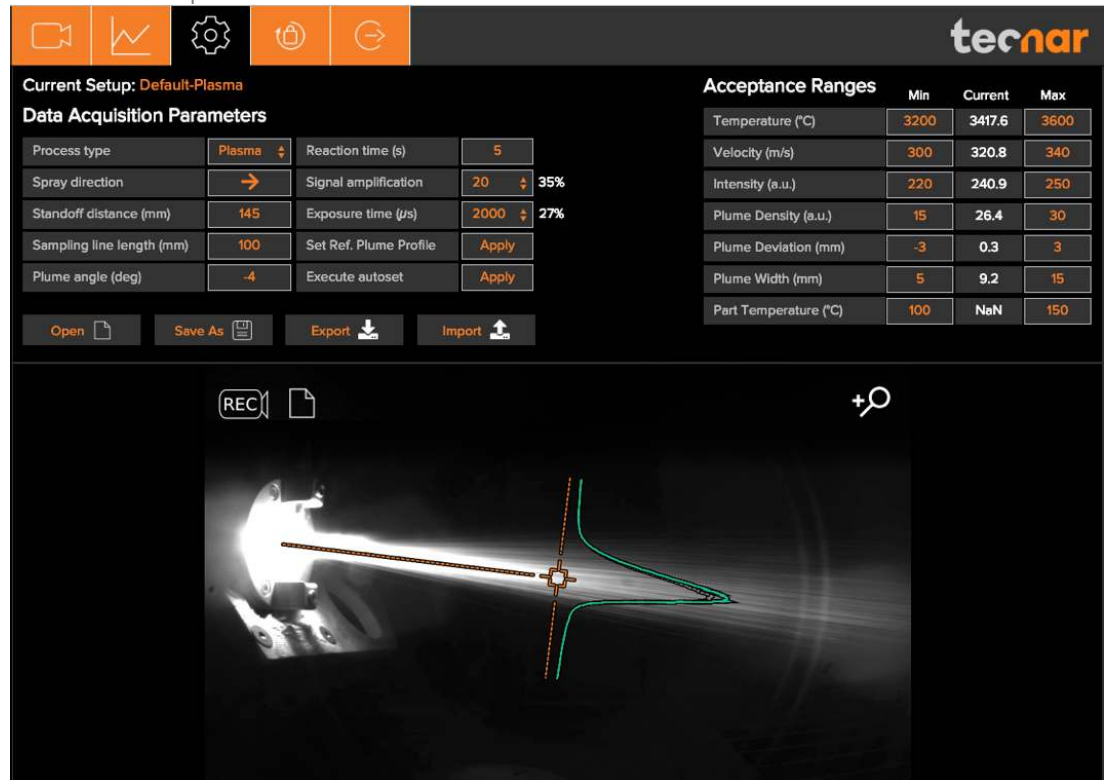 tecnar
Current Setup: Default-Plasma
Data Acquisition Parameters
Process type Plasma Reaction time (s) 5
Spray direction → Signal amplification 20 35%
Standoff distance (mm) 145 Exposure time (µs) 2000 27%
Sampling line length (mm) 100 Set Ref. Plume Profile Apply
Plume angle (deg) -4 Execute autoset Apply
Open Save As Export Import
Acceptance Ranges Min Current Max
Temperature (°C) 3200 3417.6 3600
Velocity (m/s) 300 320.8 340
Intensity (a.u.) 220 240.9 250
Plume Density (a.u.) 15 26.4 30
Plume Deviation (mm) -3 0.3 3
Plume Width (mm) 5 9.2 15
Part Temperature (°C) 100 NaN 150
REC